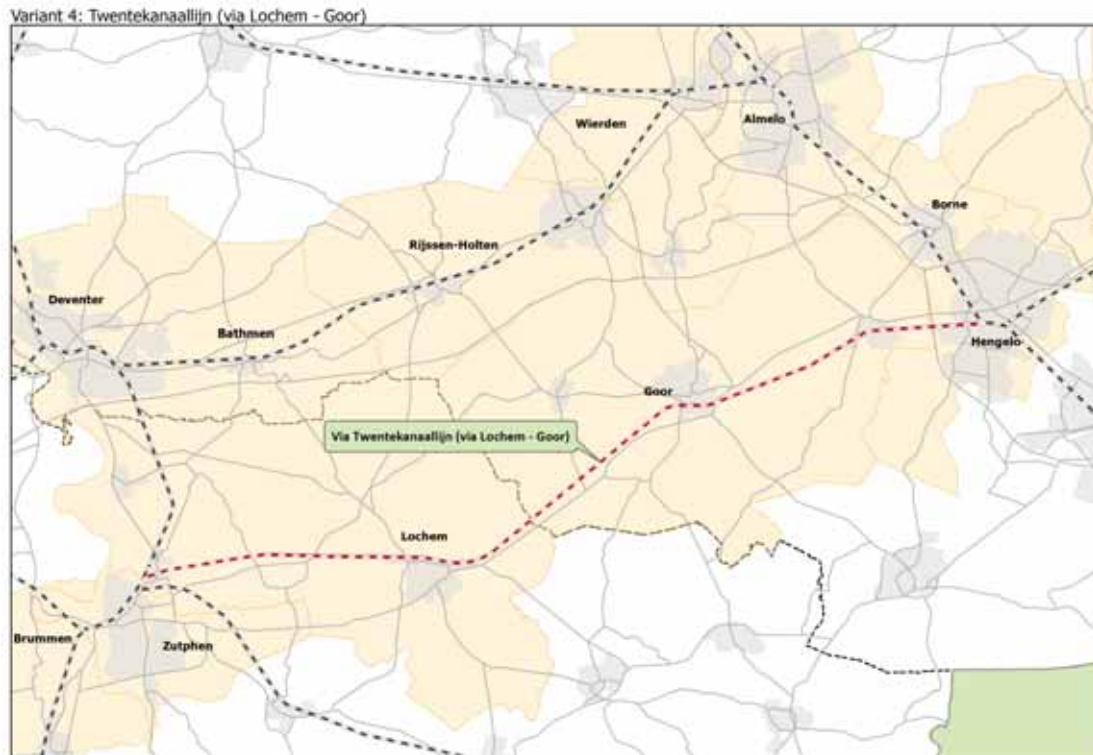 Variant 4: Twentekanaallijn (via Lochem - Goor)
Wierden
Almelo
Borne
Rijssen-Holten
Deventer
Bathmen
Hengelo
Goor
Via Twentekanaallijn (via Lochem - Goor)
Lochem
Brummen
Zutphen